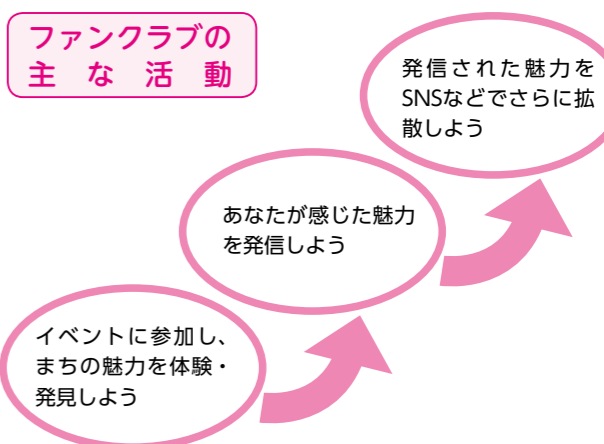 ファンクラブの
主な活動
発信された魅力を
SNSなどでさらに拡
散しよう
あなたが感じた魅力
を発信しよう
イベントに参加し、
まちの魅力を体験・
発見しよう